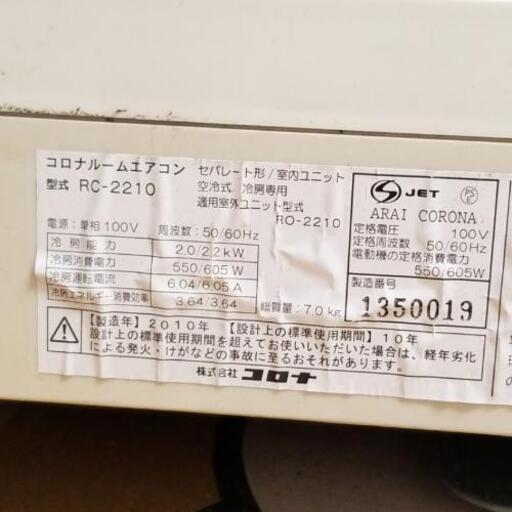 コロナルームエアコン セパレート形/室内ユニット
型式 RC-2210 空冷式 冷房専用
適用室外ユニット型式
電源：単相100V 周波数：50/60Hz RO-2210
冷房能力 2.0/2.2kW
冷房消費電力 550/605W
冷房運転電流 6.04/6.05A
冷房エネルギー消費効率 3.64/3.64 総質量：7.0kg
JET PS E
ARAI CORONA
定格電圧 100V
定格周波数 50/60Hz
電動機の定格消費電力
550/605W
製造番号
1350019
【製造年】2010年 【設計上の標準使用期間】10年
設計上の標準使用期間を超えてお使いいただいた場合は、経年劣化
による発火・けがなどの事故に至るおそれがあります。
株式会社 コロナ